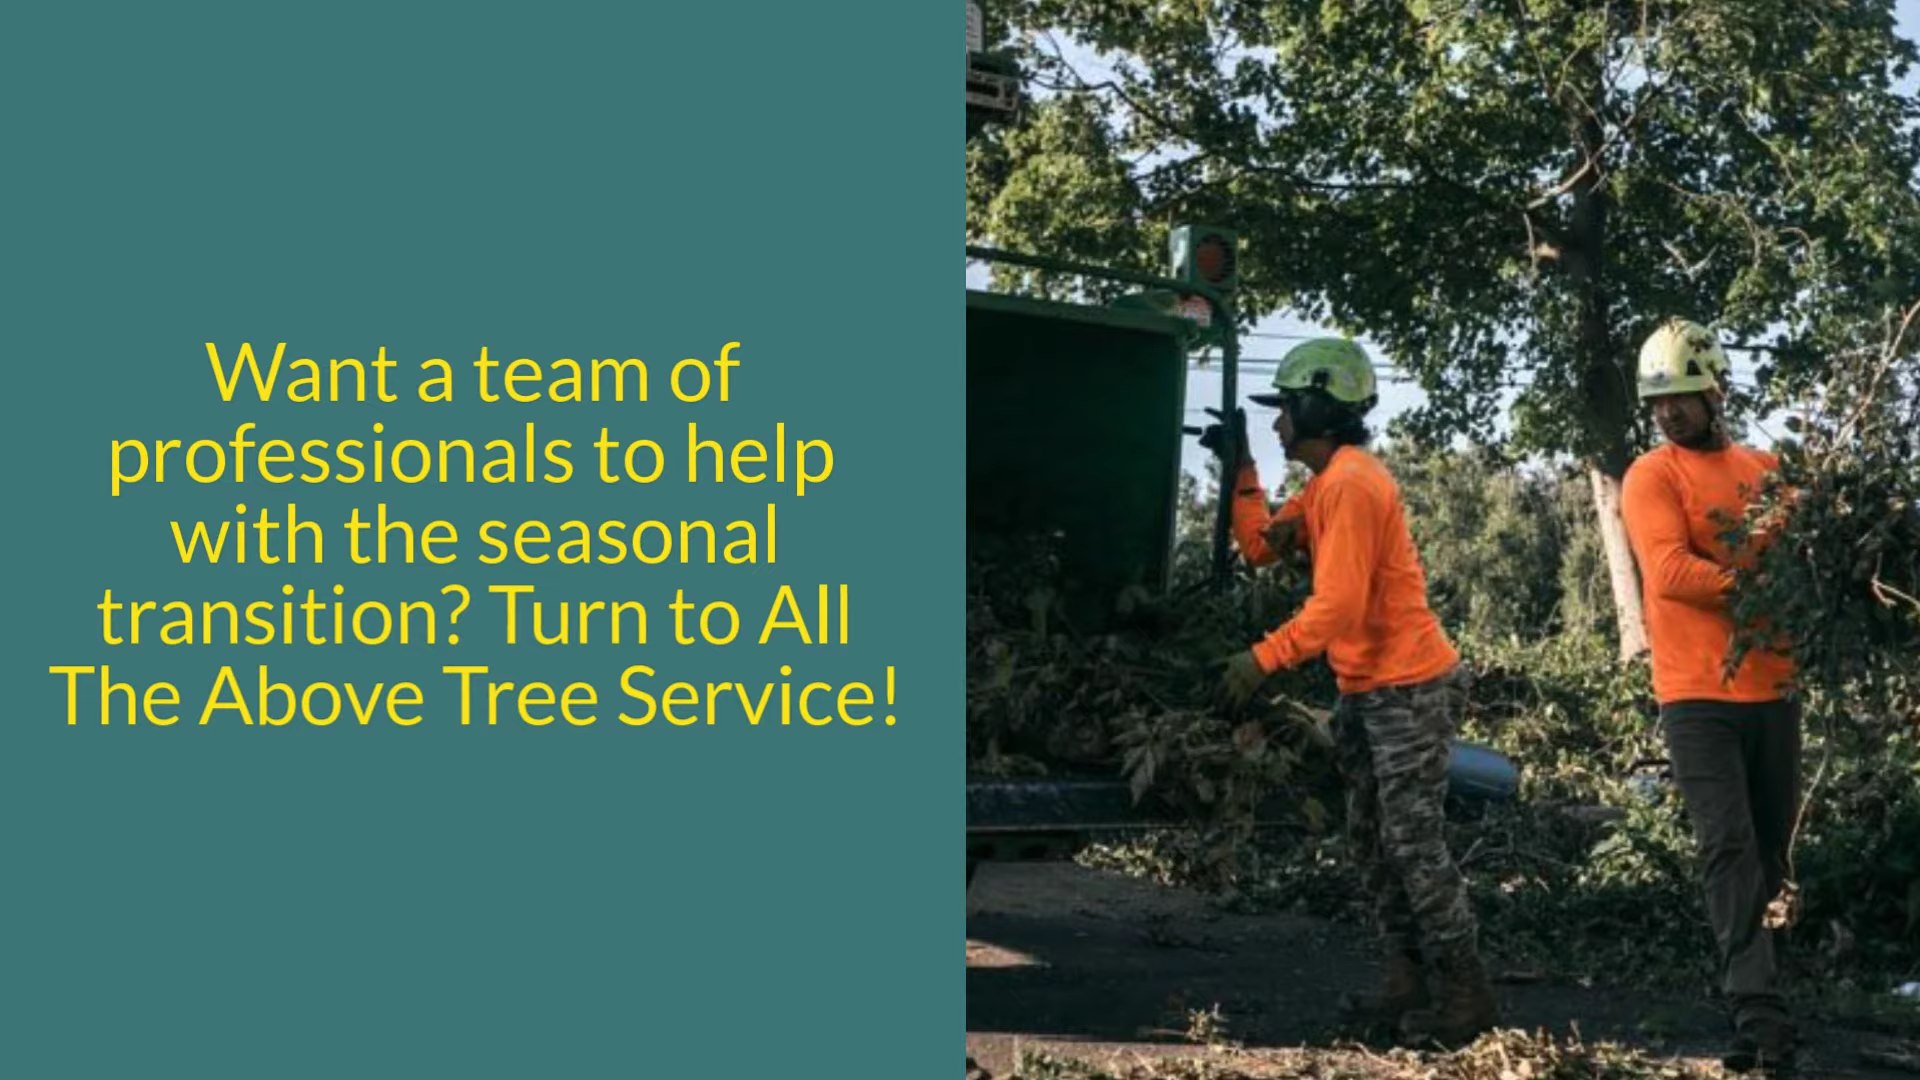 Want a team of
professionals to help
with the seasonal
transition? Turn to All
The Above Tree Service!